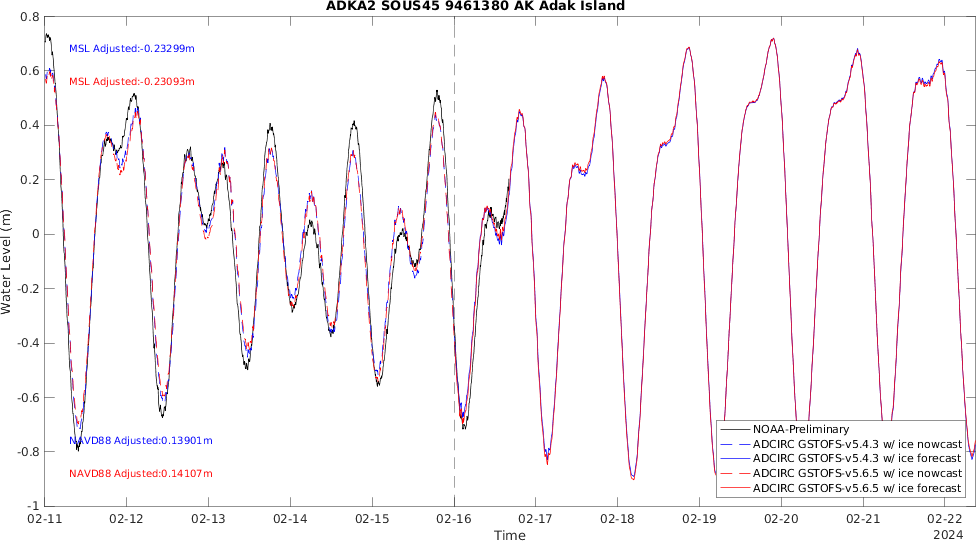 ADKA2 SOUS45 9461380 AK Adak Island
0.8
0.6
0.4
0.2
0
-0.2
-0.4
-0.6
-0.8
-1
Water Level (m)
MSL Adjusted:-0.23299m
MSL Adjusted:-0.23093m
NAVD88 Adjusted:0.13901m
NAVD88 Adjusted:0.14107m
NOAA-Preliminary
ADCIRC GSTOFS-v5.4.3 w/ ice nowcast
ADCIRC GSTOFS-v5.4.3 w/ ice forecast
ADCIRC GSTOFS-v5.6.5 w/ ice nowcast
ADCIRC GSTOFS-v5.6.5 w/ ice forecast
02-11 02-12 02-13 02-14 02-15 02-16 02-17 02-18 02-19 02-20 02-21 02-22
2024
Time